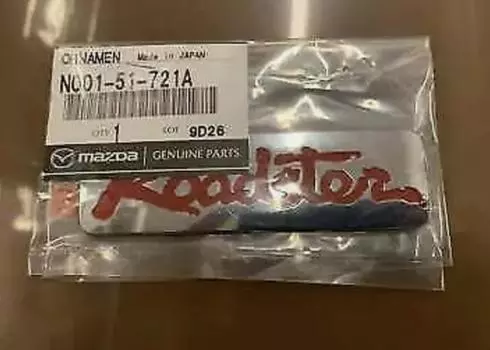 ORNAMEN Made in JAPAN
N001-51-721A
QTY 1 LOT 9D26
mazda GENUINE PARTS
Roadster